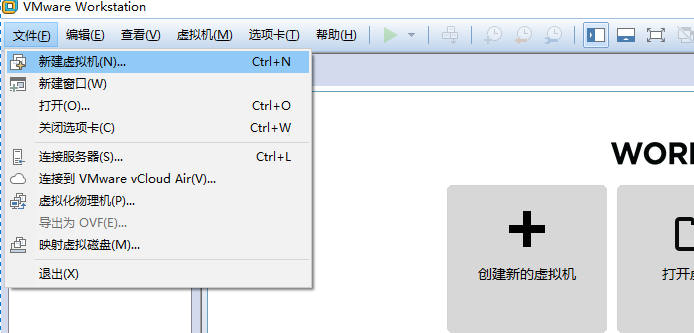 VMware Workstation
文件(F) 编辑(E) 查看(V) 虚拟机(M) 选项卡(T) 帮助(H)
新建虚拟机(N)... Ctrl+N
新建窗口(W)
打开(O)... Ctrl+O
关闭选项卡(C) Ctrl+W
连接服务器(S)... Ctrl+L
连接到 VMware vCloud Air(V)...
虚拟化物理机(P)...
导出为 OVF(E)...
映射虚拟磁盘(M)...
退出(X)
WOR
创建新的虚拟机 打开